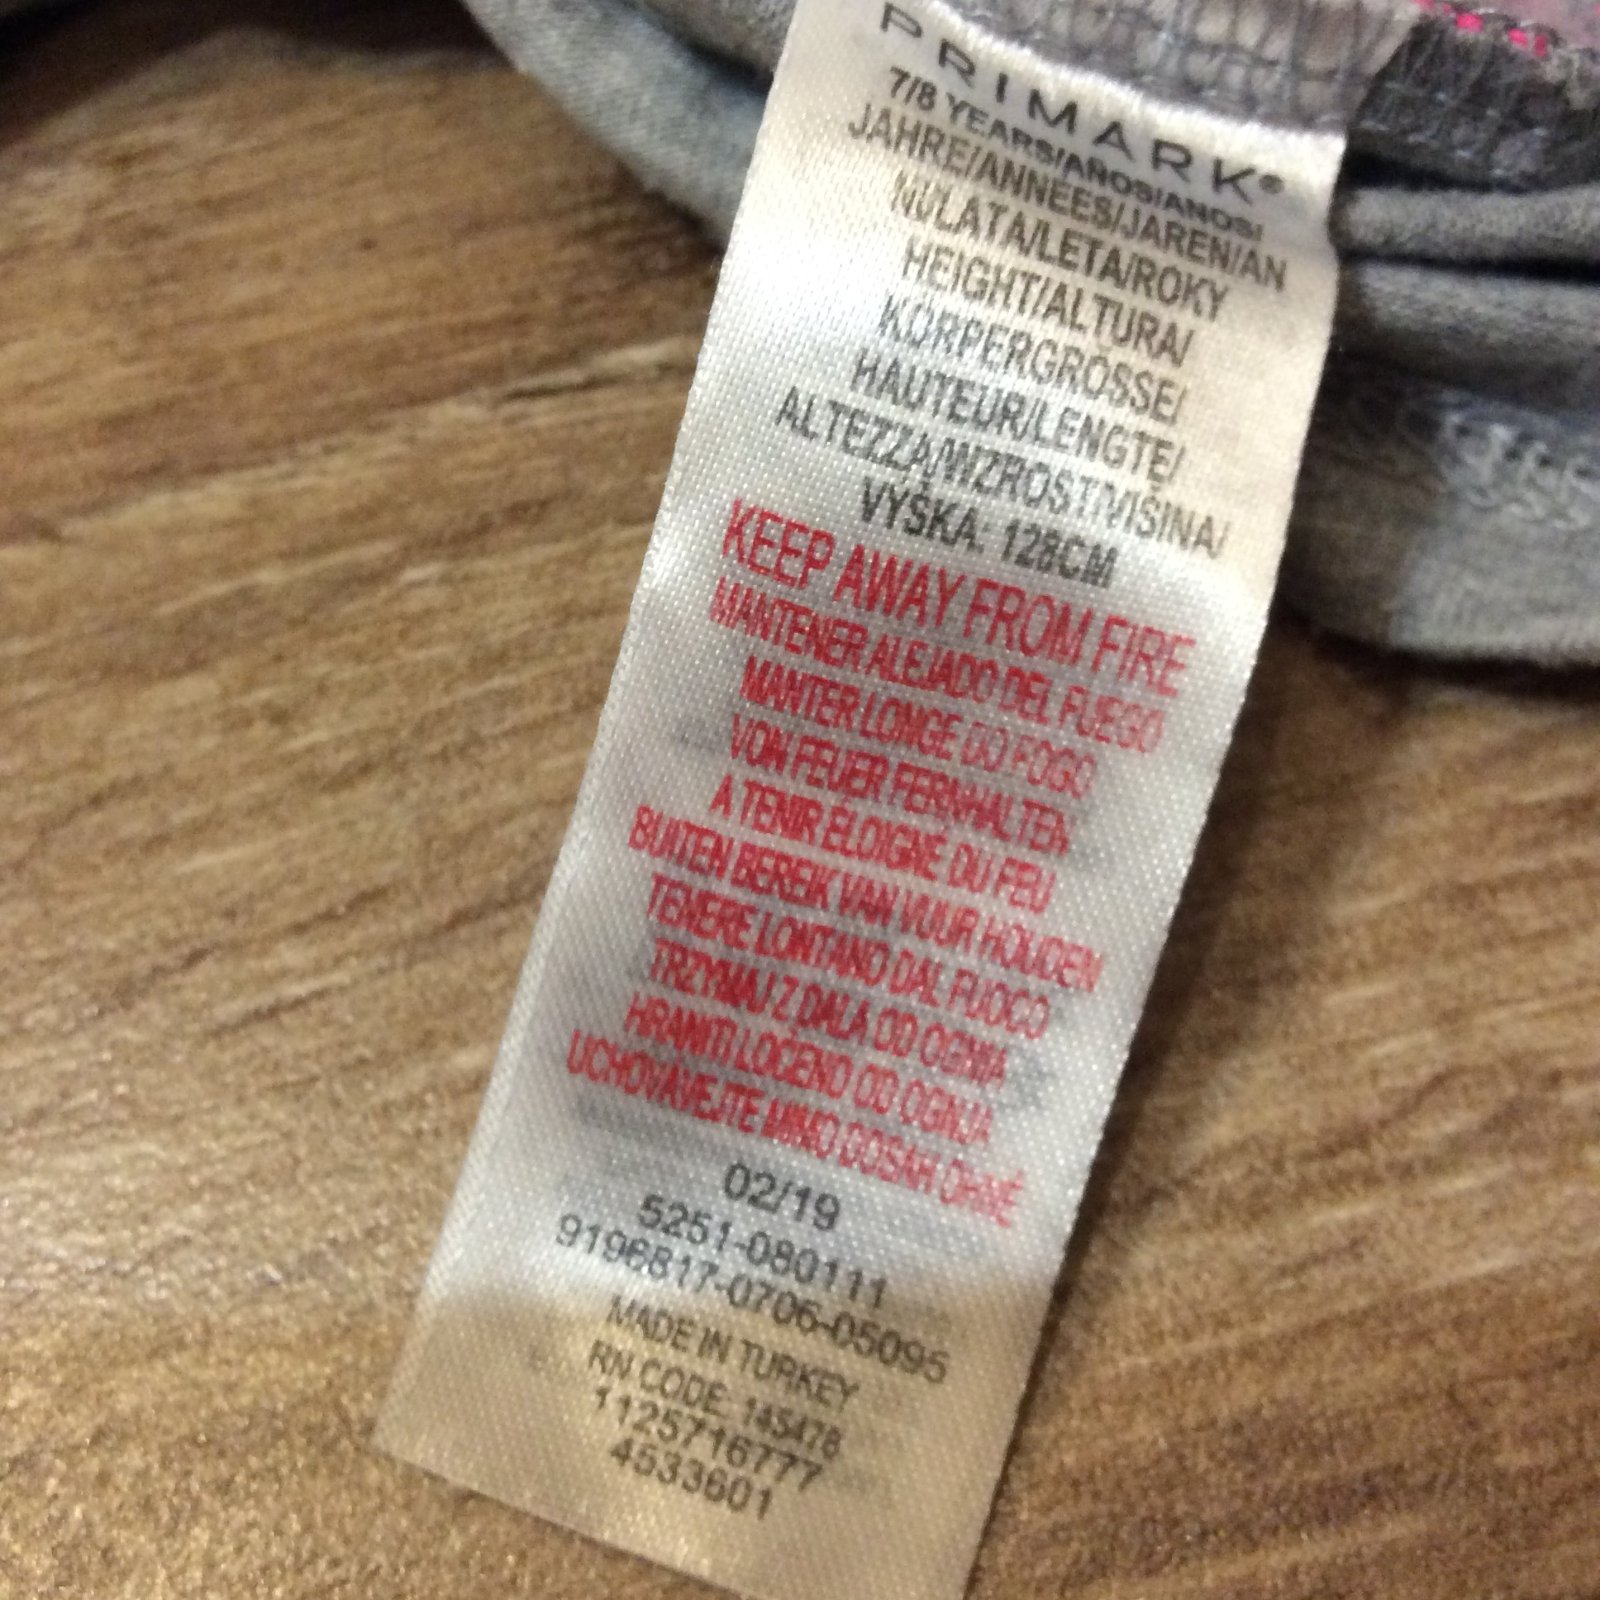 PRIMARK®
7/8 YEARS/AÑOS/ANOS/
JAHRE/ANNÉES/JAREN/AN
NI/LATA/LETA/ROKY
HEIGHT/ALTURA/
KÖRPERGRÖSSE/
HAUTEUR/LENGTE/
ALTEZZA/WZROST/VIŠINA/
VÝŠKA: 128CM
KEEP AWAY FROM FIRE
MANTENER ALEJADO DEL FUEGO
MANTER LONGE DO FOGO
VON FEUER FERNHALTEN
À TENIR ÉLOIGNÉ DU FEU
BUITEN BEREIK VAN VUUR HOUDEN
TENERE LONTANO DAL FUOCO
TRZYMAJ Z DALA OD OGNIA
HRANITI LOCENO OD OGNJA
UCHOVÁVEJTE MIMO DOSAH OHNĚ
02/19
5251-080111
9196817-0706-05095
MADE IN TURKEY
RN CODE. 145478
1125716777
4533601